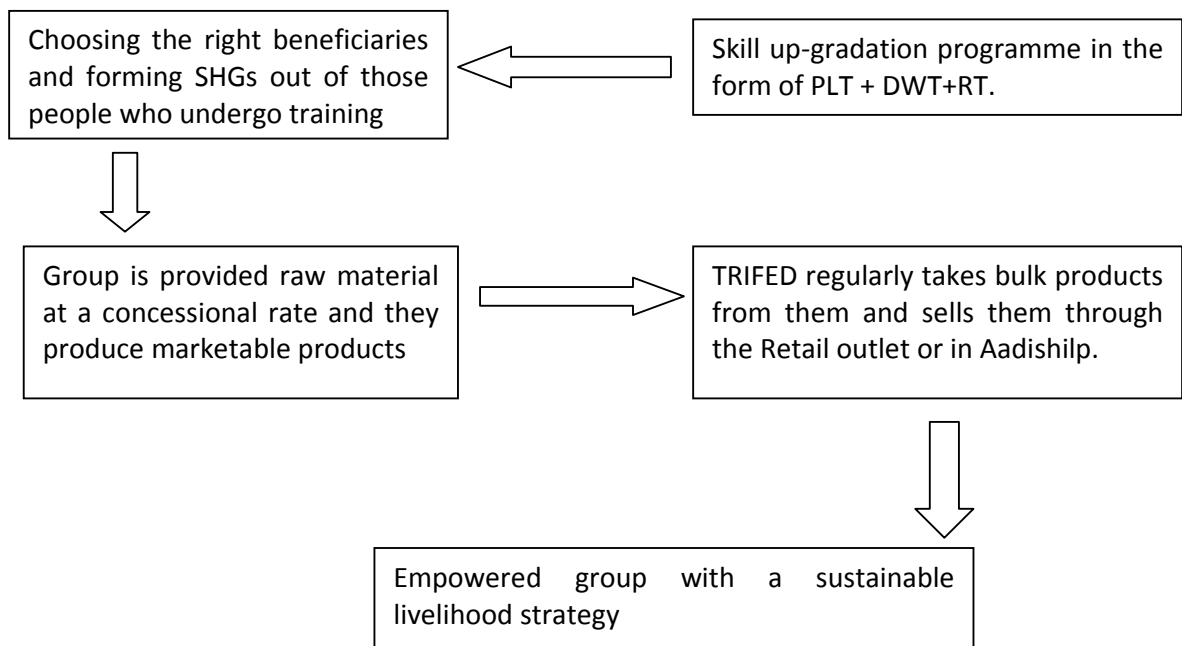 Choosing the right beneficiaries
and forming SHGs out of those
people who undergo training
Skill up-gradation programme in the
form of PLT + DWT+RT.
Group is provided raw material
at a concessional rate and they
produce marketable products
TRIFED regularly takes bulk products
from them and sells them through
the Retail outlet or in Aadishilp.
Empowered group with a sustainable
livelihood strategy